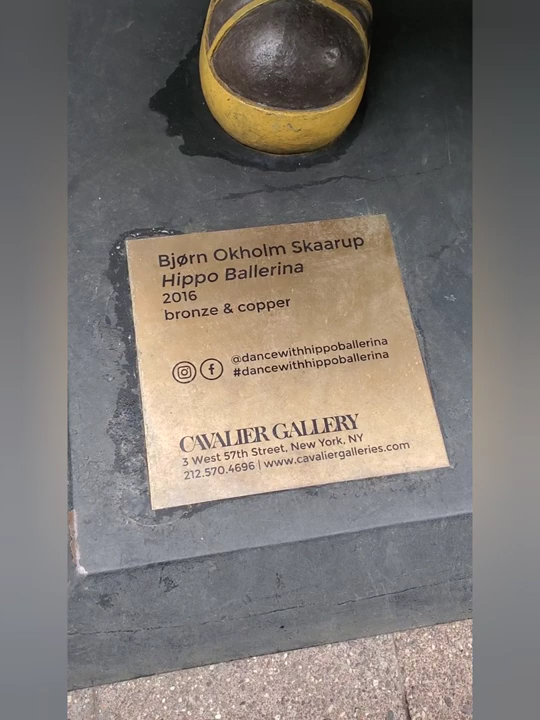 Bjørn Okholm Skaarup
Hippo Ballerina
2016
bronze & copper
@dancewithhippoballerina
#dancewithhippoballerina
CAVALIER GALLERY
3 West 57th Street, New York, NY
212.570.4696 | www.cavaliergalleries.com